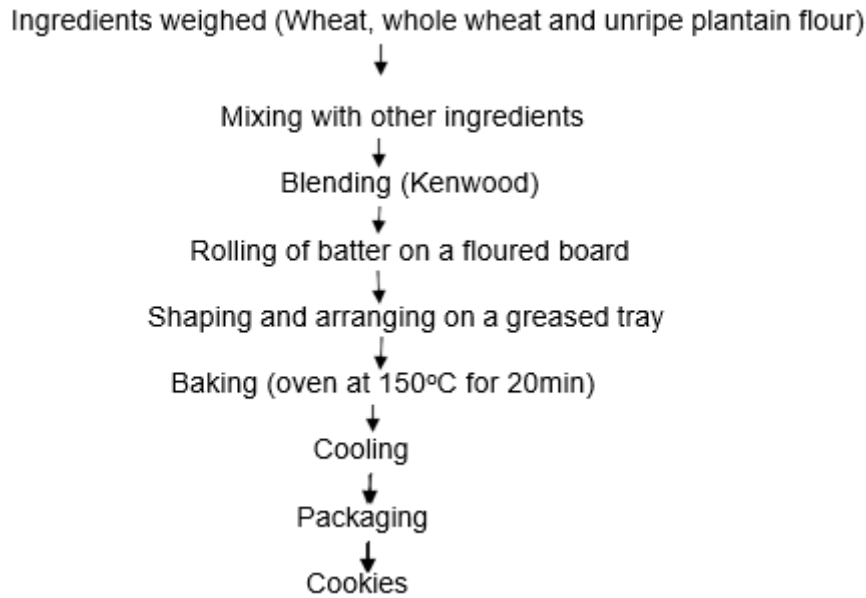 Ingredients weighed (Wheat, whole wheat and unripe plantain flour)
Mixing with other ingredients
Blending (Kenwood)
Rolling of batter on a floured board
Shaping and arranging on a greased tray
Baking (oven at 150ºC for 20min)
Cooling
Packaging
Cookies